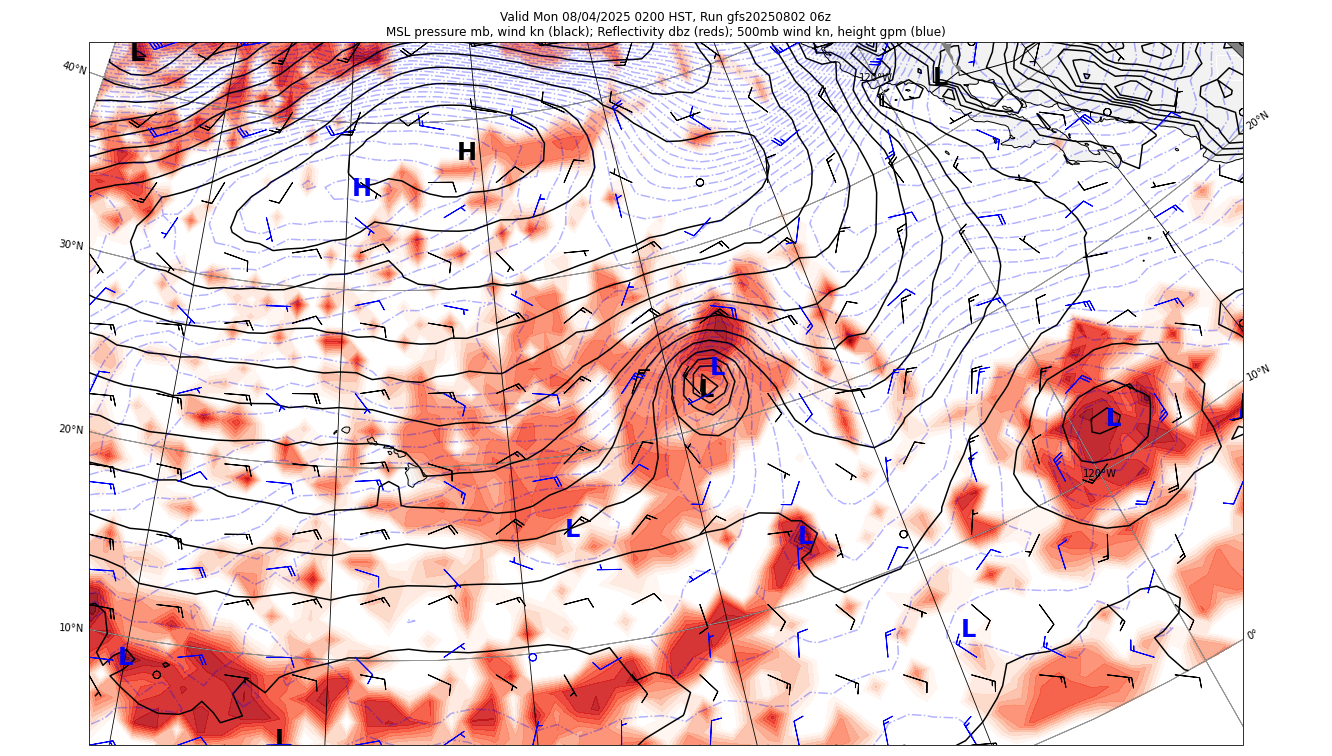 Valid Mon 08/04/2025 0200 HST, Run gfs20250802 06z
MSL pressure mb, wind kn (black); Reflectivity dbz (reds); 500mb wind kn, height gpm (blue)
L
L
40°N
120°W
20°N
H
H
30°N
L
L
10°N
L
20°N
120°W
L
L
10°N
L
0°
L
L